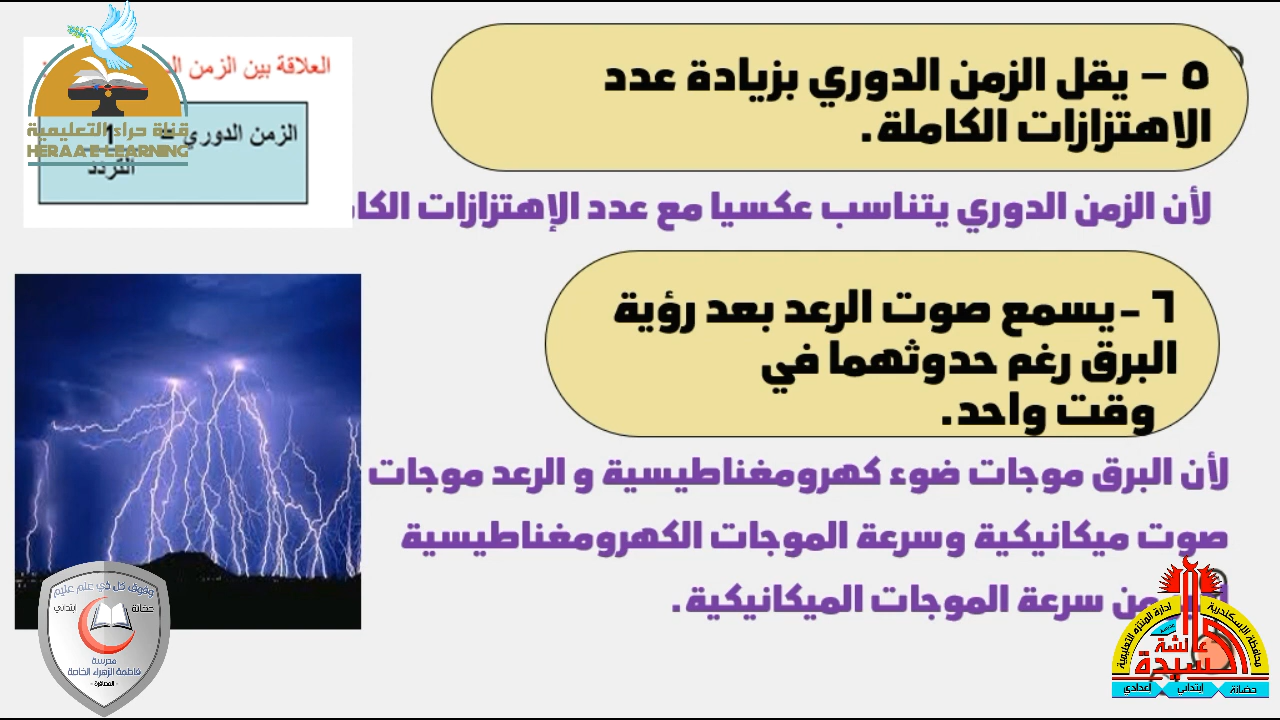 ٥ – يقل الزمن الدوري بزيادة عدد
الاهتزازات الكاملة.
لأن الزمن الدوري يتناسب عكسيا مع عدد الإهتزازات
العلاقة بين الزمن
الزمن الدوري = 1
التردد
قناة حراء التعليمية
HERAA E-LEARNING
٦ -يسمع صوت الرعد بعد رؤية
البرق رغم حدوثهما في
وقت واحد.
لأن البرق موجات ضوء كهرومغناطيسية و الرعد موجات
صوت ميكانيكية وسرعة الموجات الكهرومغناطيسية
من سرعة الموجات الميكانيكية.
وفوق كل ذي علم عليم
حضانة ابتدائي
مدرسة
فاطمة الزهراء الخاصة
محافظة الإسكندرية
إدارة المنتزه التعليمية
عائشة
حضانة ابتدائي إعدادي